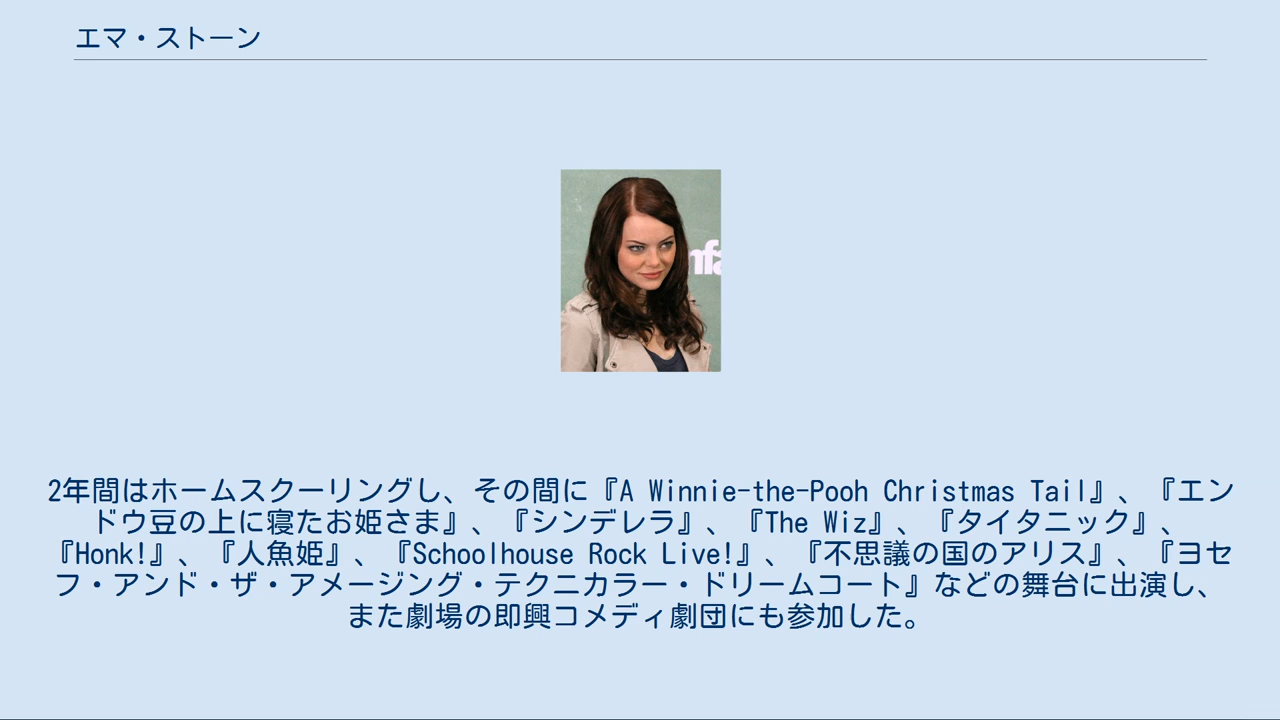 エマ・ストーン
nfa
2年間はホームスクーリングし、その間に『A Winnie-the-Pooh Christmas Tail』、『エン
ドウ豆の上に寝たお姫さま』、『シンデレラ』、『The Wiz』、『タイタニック』、
『Honk!』、『人魚姫』、『Schoolhouse Rock Live!』、『不思議の国のアリス』、『ヨセ
フ・アンド・ザ・アメージング・テクニカラー・ドリームコート』などの舞台に出演し、
また劇場の即興コメディ劇団にも参加した。